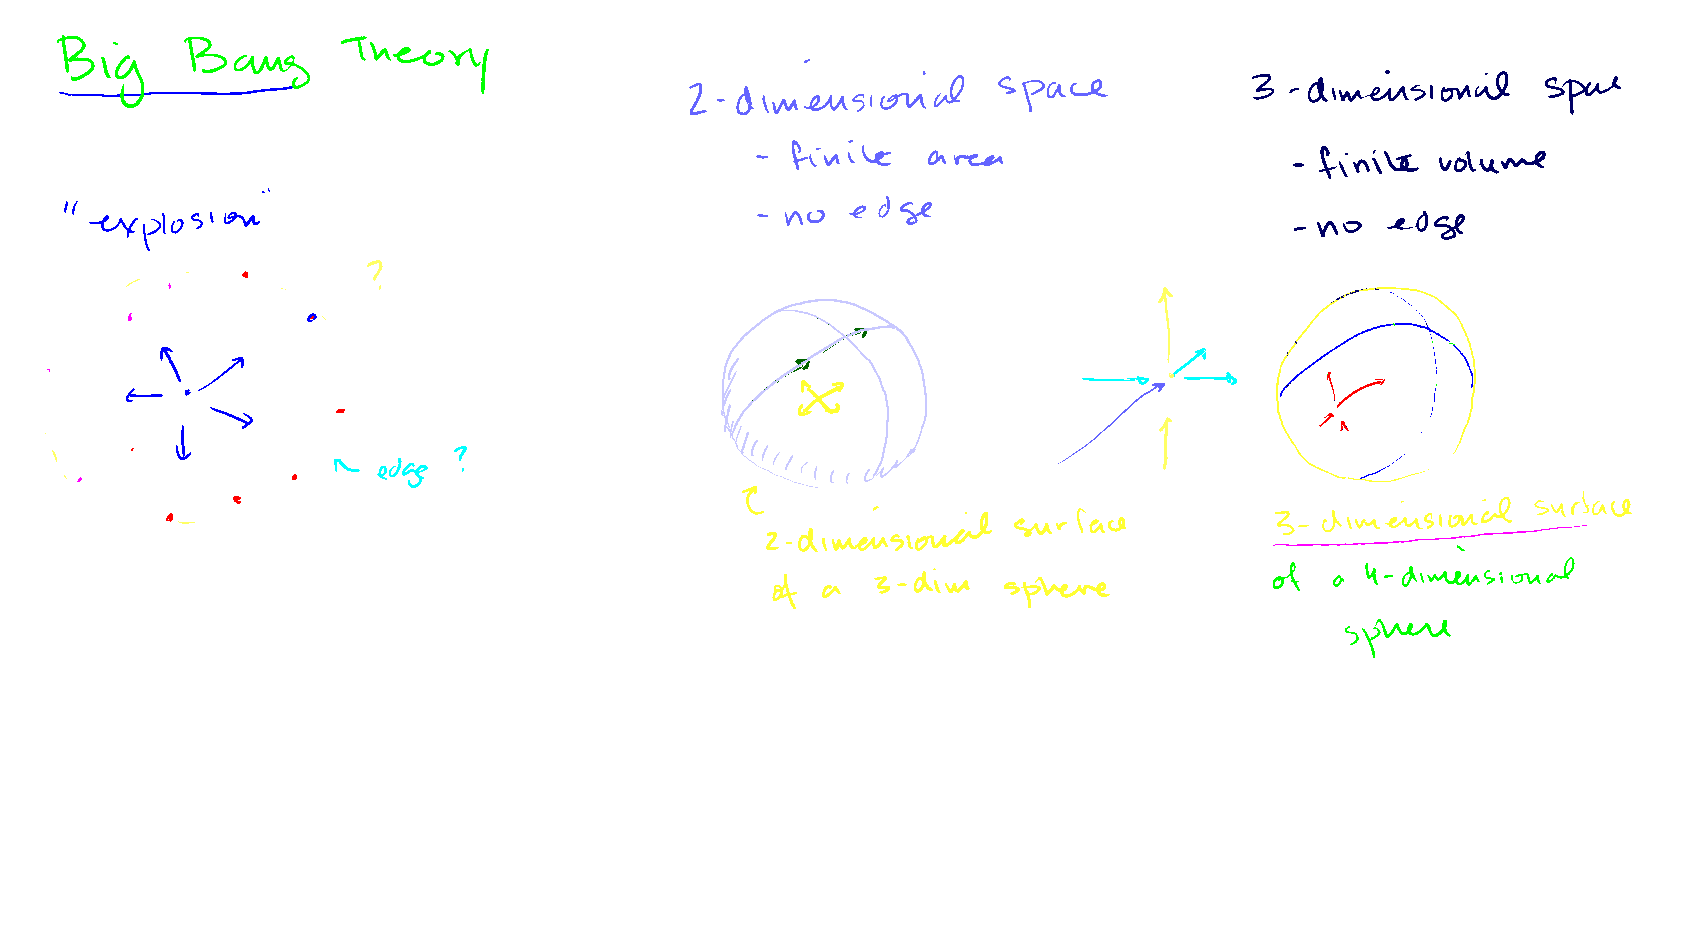 Big Bang Theory
"explosion"
?
edge ?
2-dimensional space
- finite area
- no edge
2-dimensional surface
of a 3-dim sphere
3-dimensional space
- finite volume
- no edge
3-dimensional surface
of a 4-dimensional
sphere